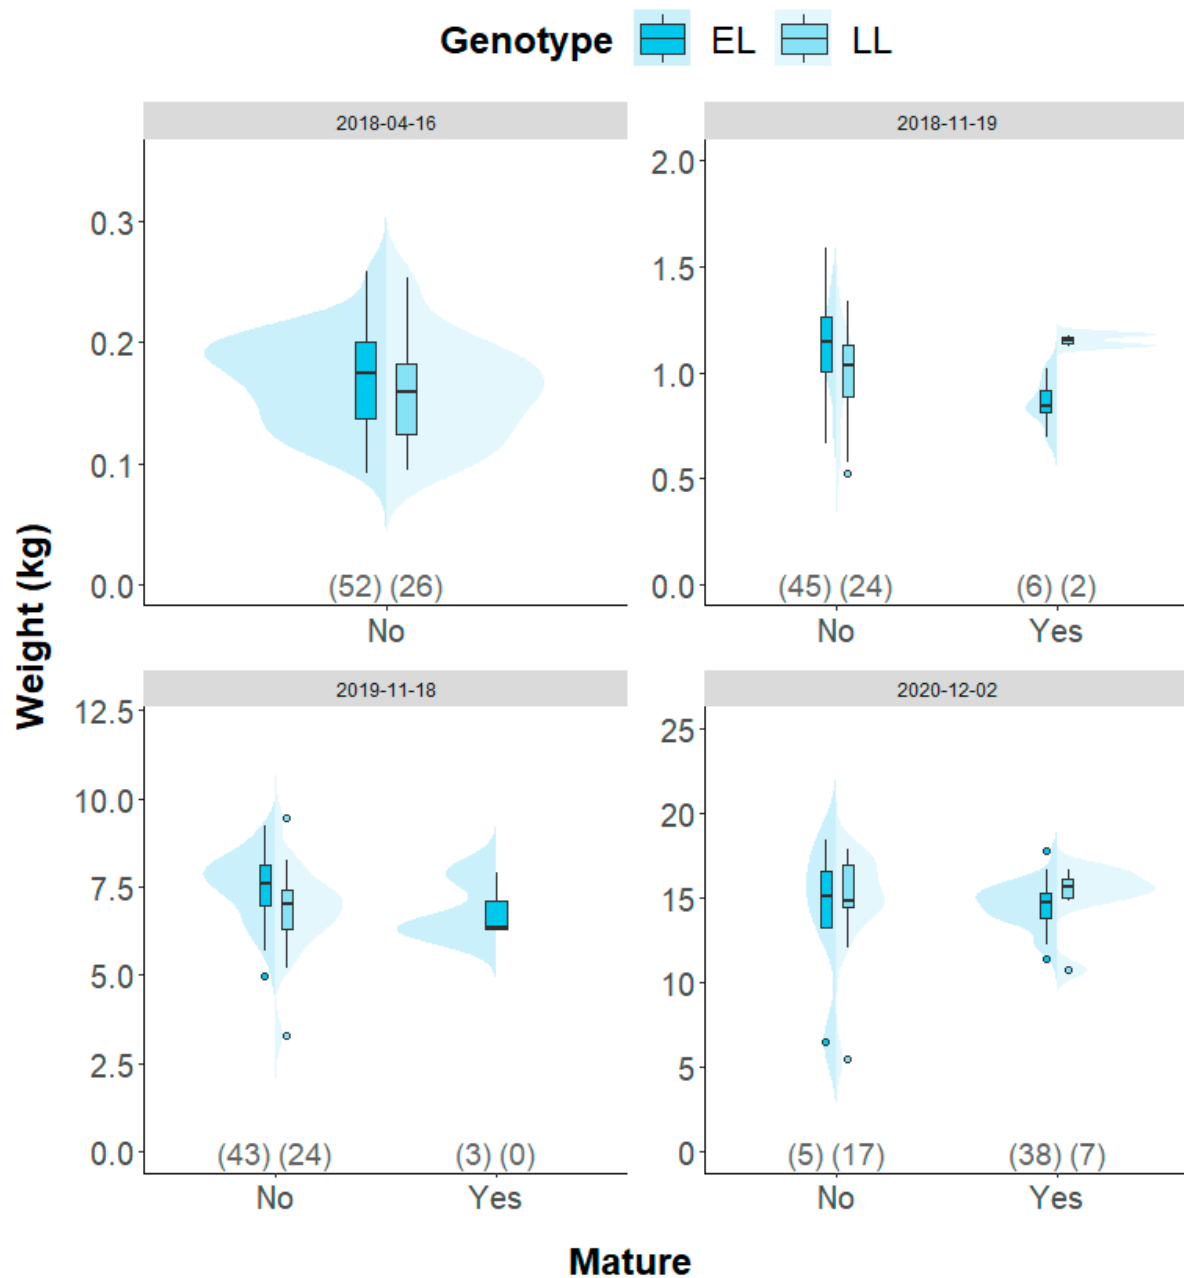 Genotype EL LL
2018-04-16
0.3
0.2
0.1
0.0
(52) (26)
No
2018-11-19
2.0
1.5
1.0
0.5
0.0
(45) (24) (6) (2)
No Yes
Weight (kg)
2019-11-18
12.5
10.0
7.5
5.0
2.5
0.0
(43) (24) (3) (0)
No Yes
2020-12-02
25
20
15
10
5
0
(5) (17) (38) (7)
No Yes
Mature